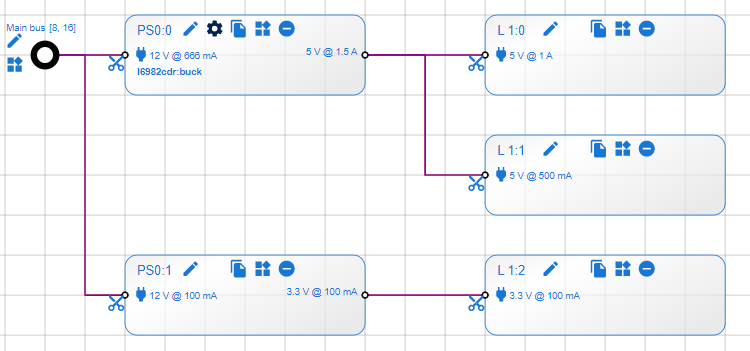 Main bus [8, 16]
PS0:0
12 V @ 666 mA
5 V @ 1.5 A
l6982cdr:buck
L 1:0
5 V @ 1 A
L 1:1
5 V @ 500 mA
PS0:1
12 V @ 100 mA
3.3 V @ 100 mA
L 1:2
3.3 V @ 100 mA